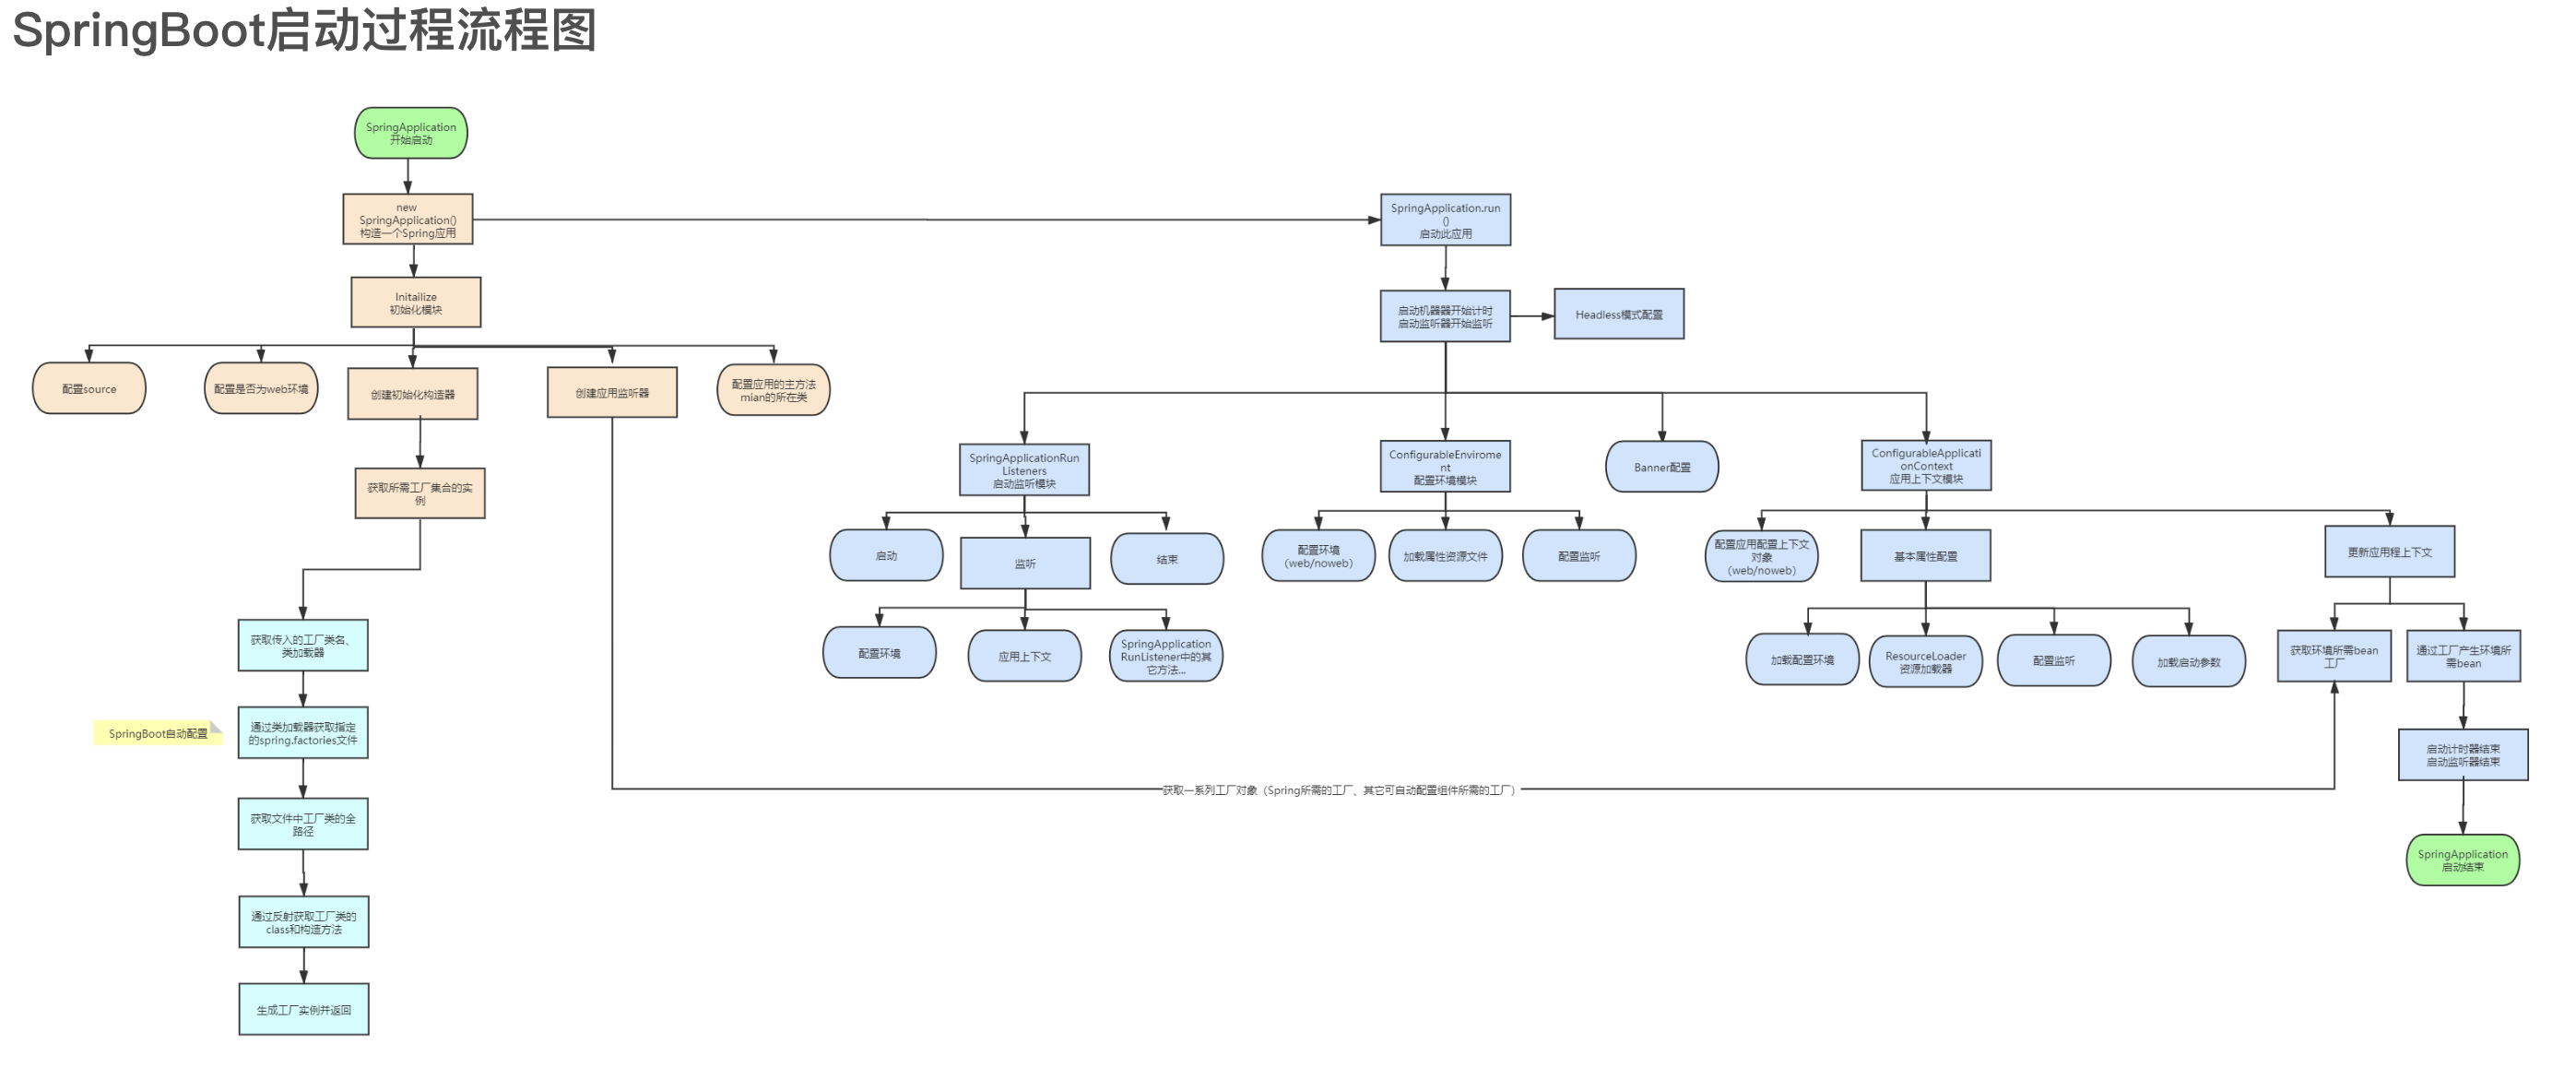 SpringBoot启动过程流程图
SpringApplication
开始启动
new
SpringApplication()
构造一个Spring应用
SpringApplication.run
()
启动此应用
Initailize
初始化模块
启动机器器开始计时
启动监听器开始监听
Headless模式配置
配置source
配置是否为web环境
创建初始化构造器
创建应用监听器
配置应用的主方法
mian的所在类
获取所需工厂集合的实
例
SpringApplicationRun
Listeners
启动监听模块
ConfigurableEnvirome
nt
配置环境模块
Banner配置
ConfigurableApplicati
onContext
应用上下文模块
启动
监听
结束
配置环境
（web/noweb）
加载属性资源文件
配置监听
配置应用配置上下文
对象
（web/noweb）
基本属性配置
更新应用程上下文
配置环境
应用上下文
SpringApplication
RunListener中的其
它方法...
加载配置环境
ResourceLoader
资源加载器
配置监听
加载启动参数
获取环境所需bean
工厂
通过工厂产生环境所
需bean
获取传入的工厂类名、
类加载器
SpringBoot自动配置
通过类加载器获取指定
的spring.factories文件
启动计时器结束
启动监听器结束
获取一系列工厂对象（Spring所需的工厂、其它可自动配置组件所需的工厂）
获取文件中工厂类的全
路径
SpringApplication
启动结束
通过反射获取工厂类的
class和构造方法
生成工厂实例并返回